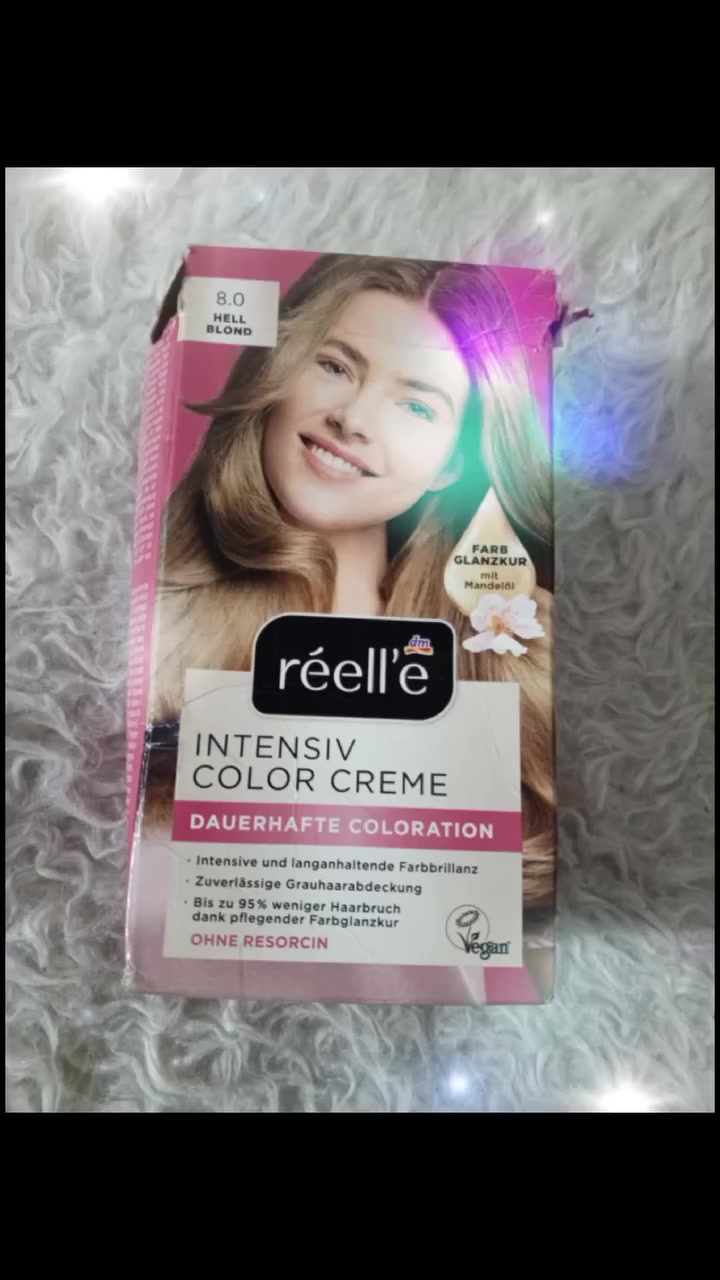 8.0
HELL
BLOND
FARB
GLANZKUR
mit
Mandelöl
dm
réell'e
INTENSIV
COLOR CREME
DAUERHAFTE COLORATION
· Intensive und langanhaltende Farbbrillanz
· Zuverlässige Grauhaarabdeckung
· Bis zu 95% weniger Haarbruch
dank pflegender Farbglanzkur
OHNE RESORCIN
Vegan